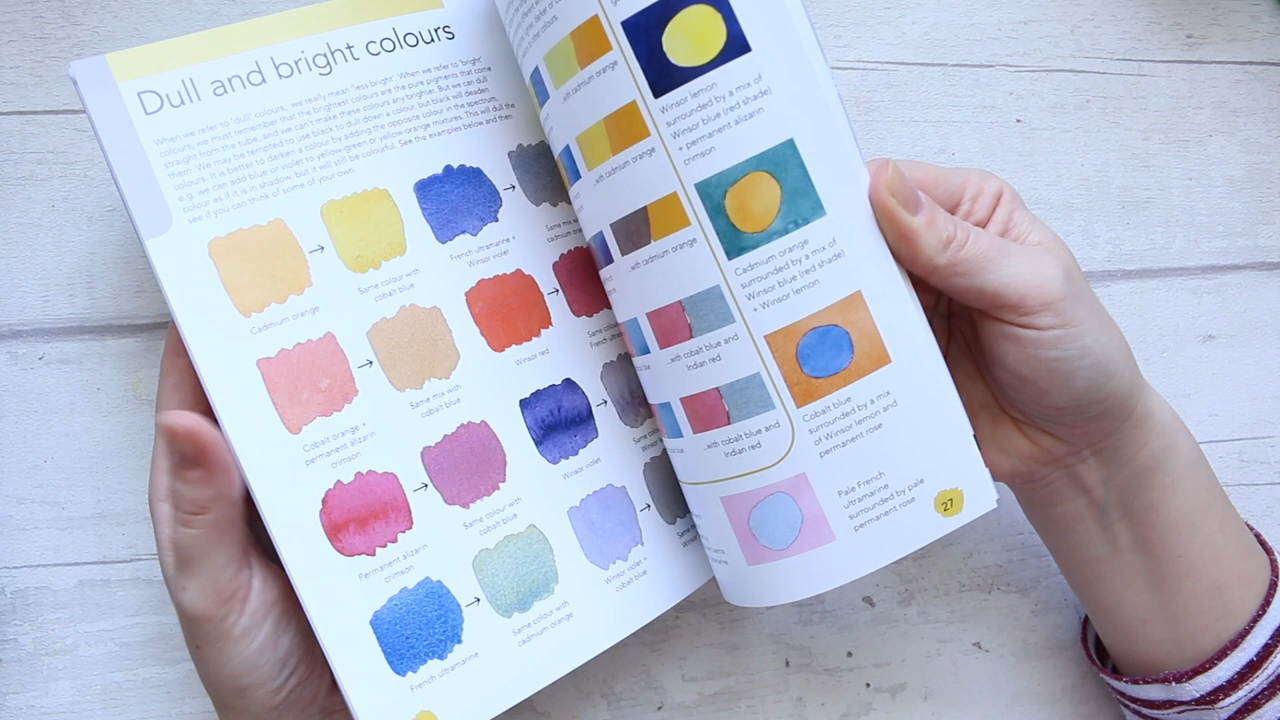 Dull and bright colours
When we refer to 'dull' colours, we really mean 'less bright'. When we refer to 'bright'
colours, we must remember that the brightest colours are the pure pigments that come
straight from the tube, and we can't make these colours any brighter. But we can dull
them. We may be tempted to use black to dull down a colour, but black will deaden
colours. It is better to darken a colour by adding the opposite colour in the spectrum,
e.g. we can add blue or violet to yellow-green or yellow-orange mixtures. This will dull the
colour as if it is in shadow, but it will still be colourful. See the examples below and then
see if you can think of some of your own.
Cadmium orange
Same colour with
cobalt blue
French ultramarine +
Winsor violet
Same mix with
cadmium orange
Cobalt orange +
permanent alizarin
crimson
Same mix with
cobalt blue
Winsor red
Same colour
French
Permanent alizarin
crimson
Same colour with
cobalt blue
Winsor violet
Same
French ultramarine
Same colour with
cadmium orange
Winsor violet +
cobalt blue
Same
...with cadmium orange
...with cadmium orange
...with cadmium orange
...with cobalt blue and
Indian red
...with cobalt blue and
Indian red
Winsor lemon
surrounded by a mix of
Winsor blue (red shade)
+ permanent alizarin
crimson
Cadmium orange
surrounded by a mix of
Winsor blue (red shade)
+ Winsor lemon
Cobalt blue
surrounded by a mix
of Winsor lemon and
permanent rose
Pale French
ultramarine
surrounded by pale
permanent rose
27